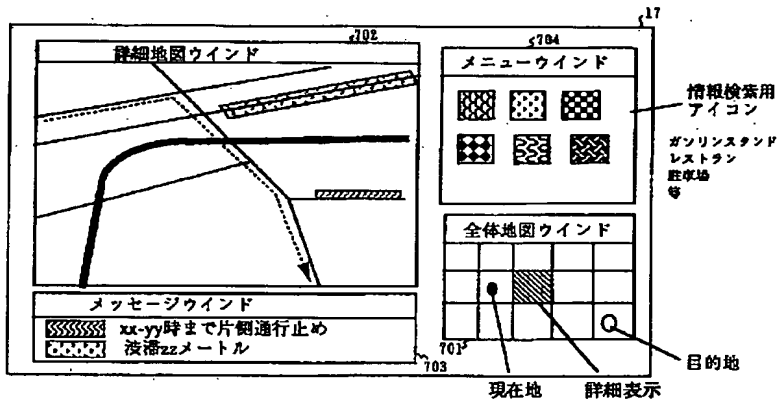 17
702
704
詳細地図ウインド
メニューウインド
情報検索用
アイコン
ガソリンスタンド
レストラン
駐車場
等
全体地図ウインド
メッセージウインド
xx-yy時まで片側通行止め
渋滞zzメートル
703
701
目的地
現在地
詳細表示